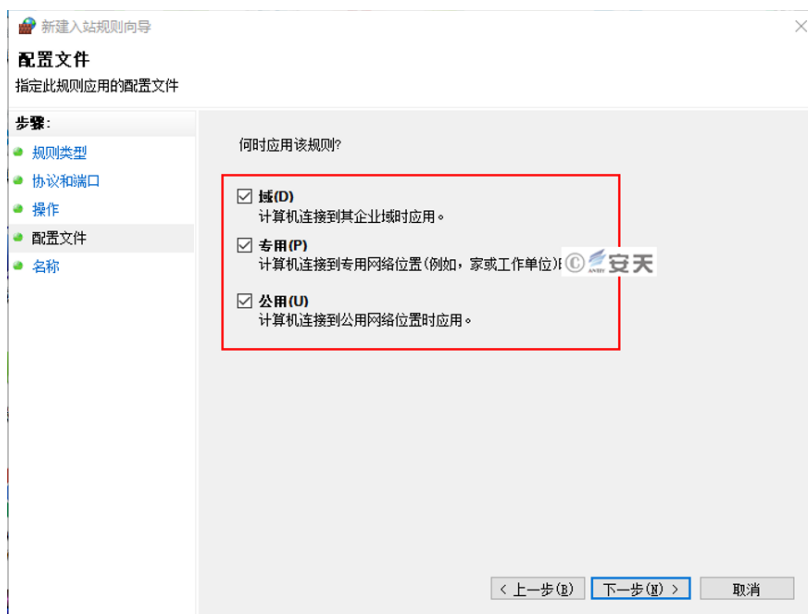 新建入站规则向导
配置文件
指定此规则应用的配置文件
步骤:
规则类型
协议和端口
操作
配置文件
名称
何时应用该规则?
域(D)
计算机连接到其企业域时应用。
专用(P)
计算机连接到专用网络位置(例如，家或工作单位)
©安天
公用(U)
计算机连接到公用网络位置时应用。
< 上一步(B)
下一步(N) >
取消